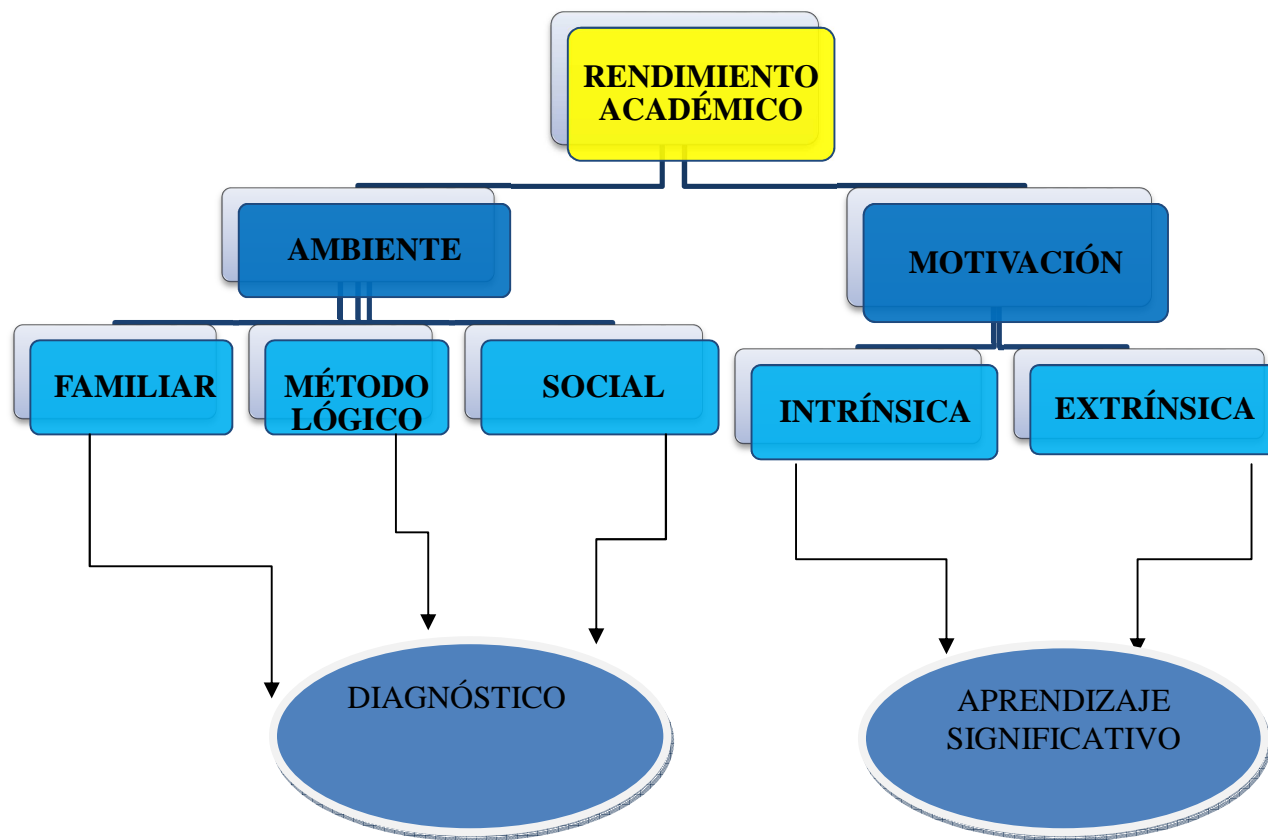 RENDIMIENTO
ACADÉMICO
AMBIENTE
MOTIVACIÓN
FAMILIAR
MÉTODO
LÓGICO
SOCIAL
INTRÍNSICA
EXTRÍNSICA
DIAGNÓSTICO
APRENDIZAJE
SIGNIFICATIVO